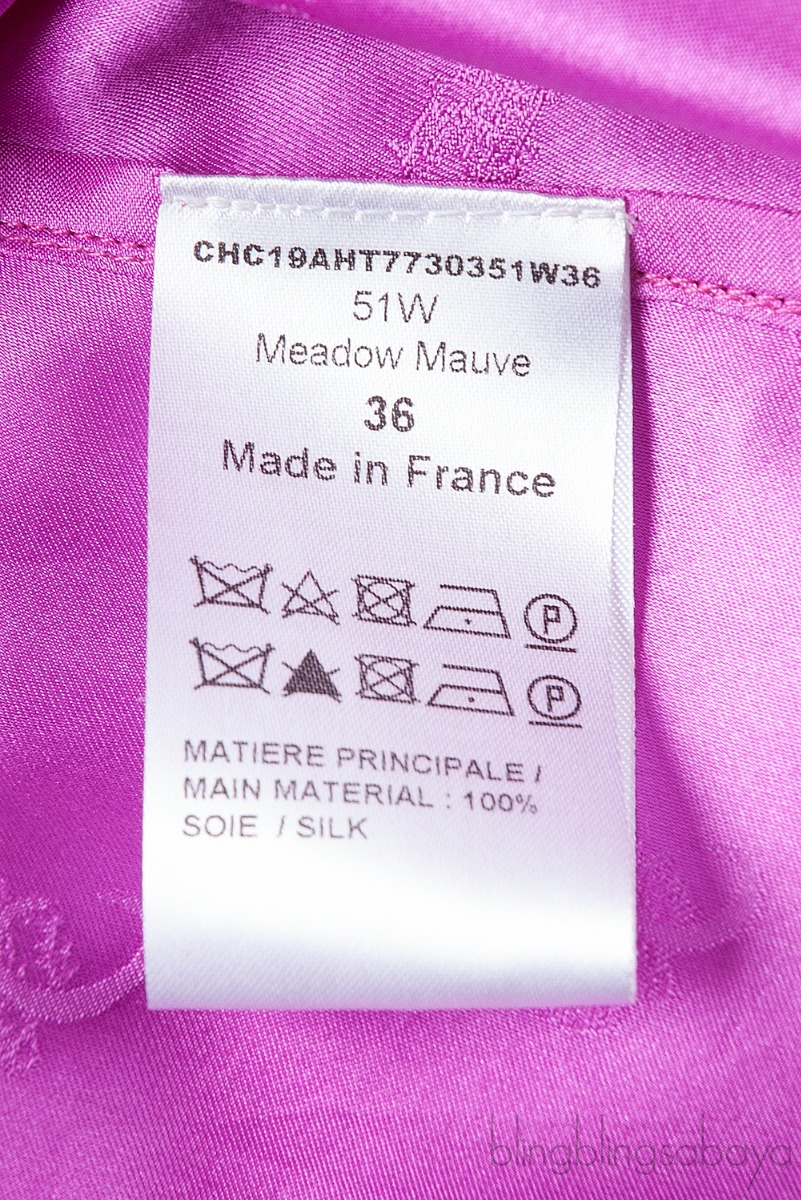 CHC19AHT7730351W36
51W
Meadow Mauve
36
Made in France
P
P
MATIERE PRINCIPALE /
MAIN MATERIAL : 100%
SOIE / SILK
blingblingsabaya